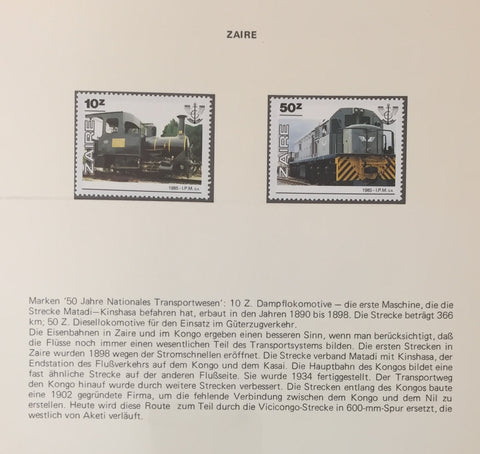 ZAIRE
10Z
ZAIRE
1985 - I.P.M. s.s.
50Z
ZAIRE
1985 - I.P.M. s.s.
Marken '50 Jahre Nationales Transportwesen': 10 Z. Dampflokomotive – die erste Maschine, die die
Strecke Matadi–Kinshasa befahren hat, erbaut in den Jahren 1890 bis 1898. Die Strecke beträgt 366
km; 50 Z. Diesellokomotive für den Einsatz im Güterzugverkehr.
Die Eisenbahnen in Zaire und im Kongo ergeben einen besseren Sinn, wenn man berücksichtigt, daß
die Flüsse noch immer einen wesentlichen Teil des Transportsystems bilden. Die ersten Strecken in
Zaire wurden 1898 wegen der Stromschnellen eröffnet. Die Strecke verband Matadi mit Kinshasa, der
Endstation des Flußverkehrs auf dem Kongo und dem Kasai. Die Hauptbahn des Kongos bildet eine
fast ähnliche Strecke auf der anderen Flußseite. Sie wurde 1934 fertiggestellt. Der Transportweg
den Kongo hinauf wurde durch weitere Strecken verbessert. Die Strecken entlang des Kongos baute
eine 1902 gegründete Firma, um die fehlende Verbindung zwischen dem Kongo und dem Nil zu
erstellen. Heute wird diese Route zum Teil durch die Vicicongo-Strecke in 600-mm-Spur ersetzt, die
westlich von Aketi verläuft.